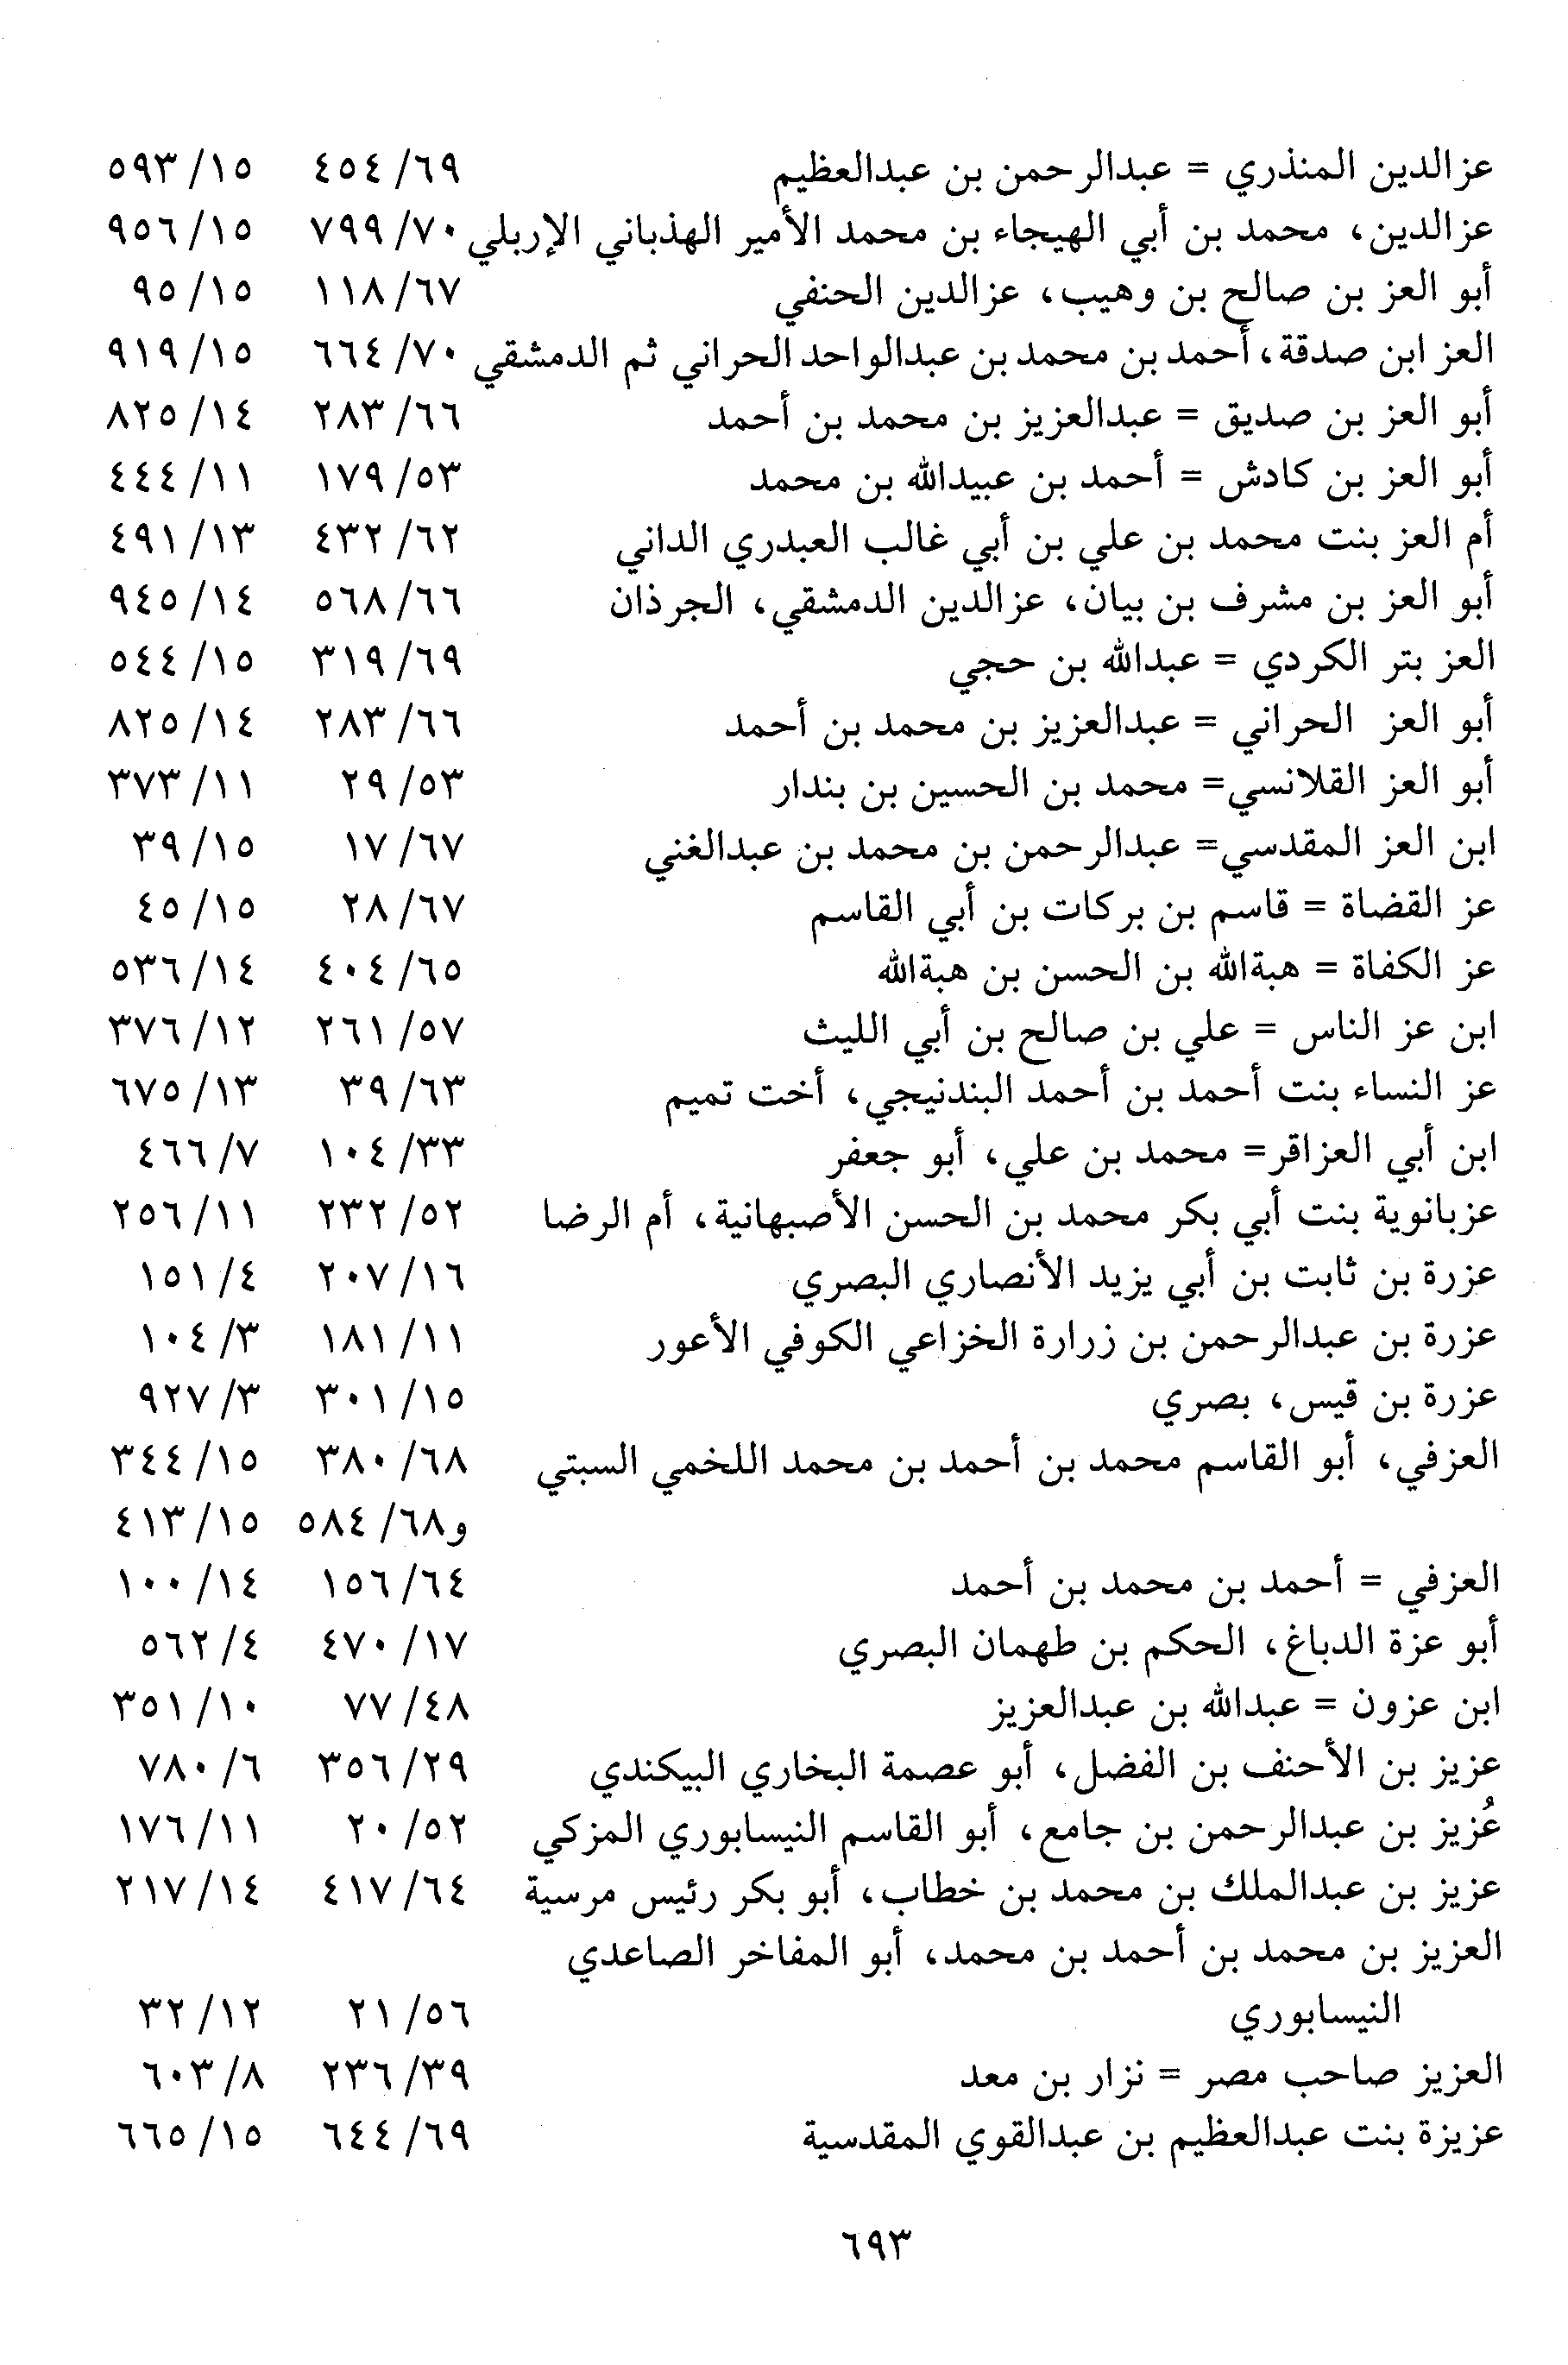 عزالدين المنذري = عبدالرحمن بن عبدالعظيم ٦٩/ ٤٥٤ ١٥/ ٥٩٣
عزالدين، محمد بن أبي الهيجاء بن محمد الأمير الهذباني الإربلي ٧٠/ ٧٩٩ ١٥/ ٩٥٦
أبو العز بن صالح بن وهيب، عزالدين الحنفي ٦٧/ ١١٨ ١٥/ ٩٥
العز ابن صدقة، أحمد بن محمد بن عبدالواحد الحراني ثم الدمشقي ٧٠/ ٦٦٤ ١٥/ ٩١٩
أبو العز بن صديق = عبدالعزيز بن محمد بن أحمد ٦٦/ ٢٨٣ ١٤/ ٨٢٥
أبو العز بن كادش = أحمد بن عبيدالله بن محمد ٥٣/ ١٧٩ ١١/ ٤٤٤
أم العز بنت محمد بن علي بن أبي غالب العبدري الداني ٦٢/ ٤٣٢ ١٣/ ٤٩١
أبو العز بن مشرف بن بيان، عزالدين الدمشقي، الجرذان ٦٦/ ٥٦٨ ١٤/ ٩٤٥
العز بتر الكردي = عبدالله بن حجي ٦٩/ ٣١٩ ١٥/ ٥٤٤
أبو العز الحراني = عبدالعزيز بن محمد بن أحمد ٦٦/ ٢٨٣ ١٤/ ٨٢٥
أبو العز القلانسي= محمد بن الحسين بن بندار ٥٣/ ٢٩ ١١/ ٣٧٣
ابن العز المقدسي= عبدالرحمن بن محمد بن عبدالغني ٦٧/ ١٧ ١٥/ ٣٩
عز القضاة = قاسم بن بركات بن أبي القاسم ٦٧/ ٢٨ ١٥/ ٤٥
عز الكفاة = هبةالله بن الحسن بن هبةالله ٦٥/ ٤٠٤ ١٤/ ٥٣٦
ابن عز الناس = علي بن صالح بن أبي الليث ٥٧/ ٢٦١ ١٢/ ٣٧٦
عز النساء بنت أحمد بن أحمد البندنيجي، أخت تميم ٦٣/ ٣٩ ١٣/ ٦٧٥
ابن أبي العزاقر= محمد بن علي، أبو جعفر ٣٣/ ١٠٤ ٧/ ٤٦٦
عزبانوية بنت أبي بكر محمد بن الحسن الأصبهانية، أم الرضا ٥٢/ ٢٣٢ ١١/ ٢٥٦
عزرة بن ثابت بن أبي يزيد الأنصاري البصري ١٦/ ٢٠٧ ٤/ ١٥١
عزرة بن عبدالرحمن بن زرارة الخزاعي الكوفي الأعور ١١/ ١٨١ ٣/ ١٠٤
عزرة بن قيس، بصري ١٥/ ٣٠١ ٣/ ٩٢٧
العزفي، أبو القاسم محمد بن أحمد بن محمد اللخمي السبتي ٦٨/ ٣٨٠ ١٥/ ٣٤٤
و٦٨/ ٥٨٤ ١٥/ ٤١٣
العزفي = أحمد بن محمد بن أحمد ٦٤/ ١٥٦ ١٤/ ١٠٠
أبو عزة الدباغ، الحكم بن طهمان البصري ١٧/ ٤٧٠ ٤/ ٥٦٢
ابن عزون = عبدالله بن عبدالعزيز ٤٨/ ٧٧ ١٠/ ٣٥١
عزيز بن الأحنف بن الفضل، أبو عصمة البخاري البيكندي ٢٩/ ٣٥٦ ٦/ ٧٨٠
عُزيز بن عبدالرحمن بن جامع، أبو القاسم النيسابوري المزكي ٥٢/ ٢٠ ١١/ ١٧٦
عزيز بن عبدالملك بن محمد بن خطاب، أبو بكر رئيس مرسية ٦٤/ ٤١٧ ١٤/ ٢١٧
العزيز بن محمد بن أحمد بن محمد، أبو المفاخر الصاعدي
النيسابوري ٥٦/ ٢١ ١٢/ ٣٢
العزيز صاحب مصر = نزار بن معد ٣٩/ ٢٣٦ ٨/ ٦٠٣
عزيزة بنت عبدالعظيم بن عبدالقوي المقدسية ٦٩/ ٦٤٤ ١٥/ ٦٦٥
٦٩٣